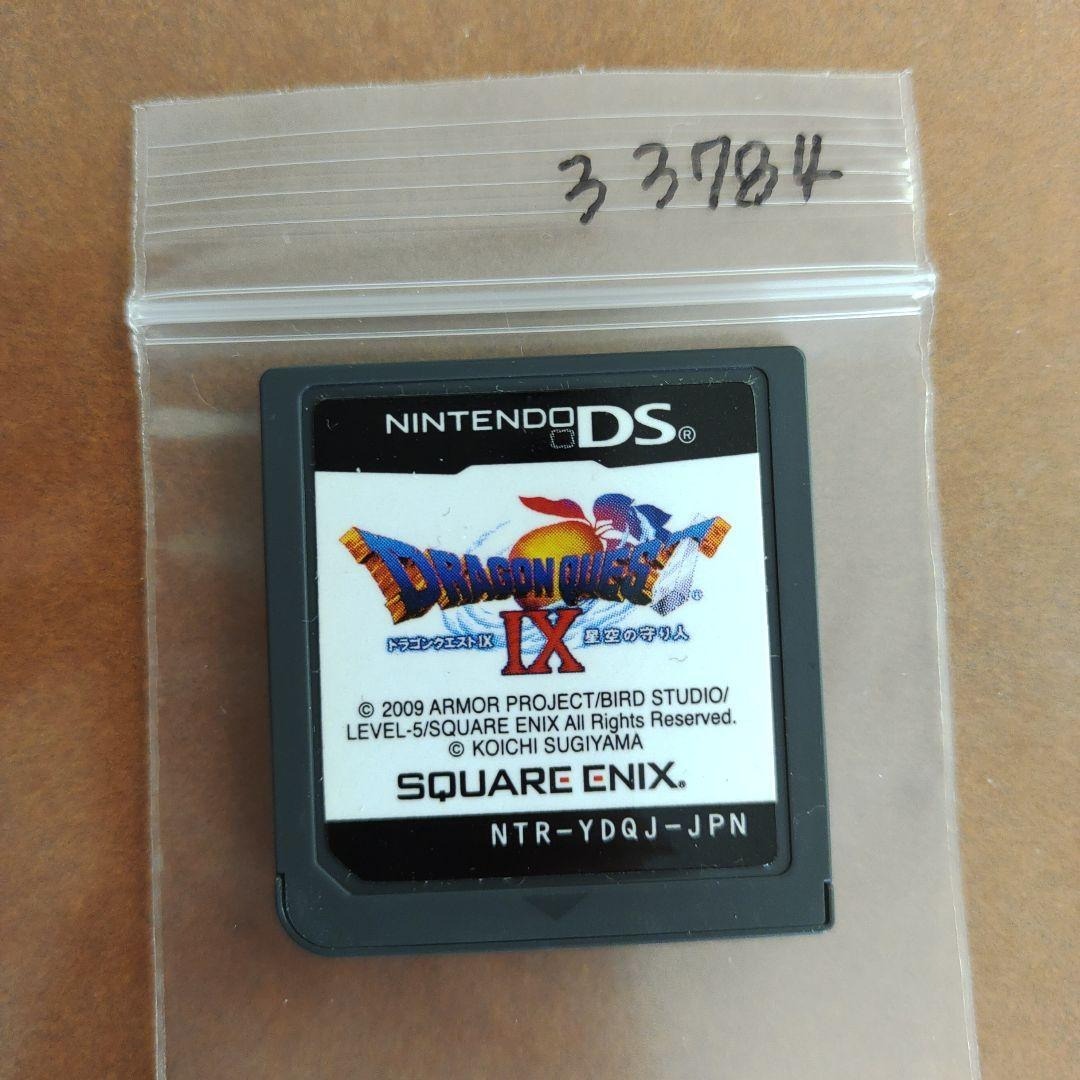 33784
NINTENDO DS®
DRAGON QUEST®
ドラゴンクエストIX IX 星空の守り人
© 2009 ARMOR PROJECT/BIRD STUDIO/
LEVEL-5/SQUARE ENIX All Rights Reserved.
© KOICHI SUGIYAMA
SQUARE ENIX®
NTR-YDQJ-JPN